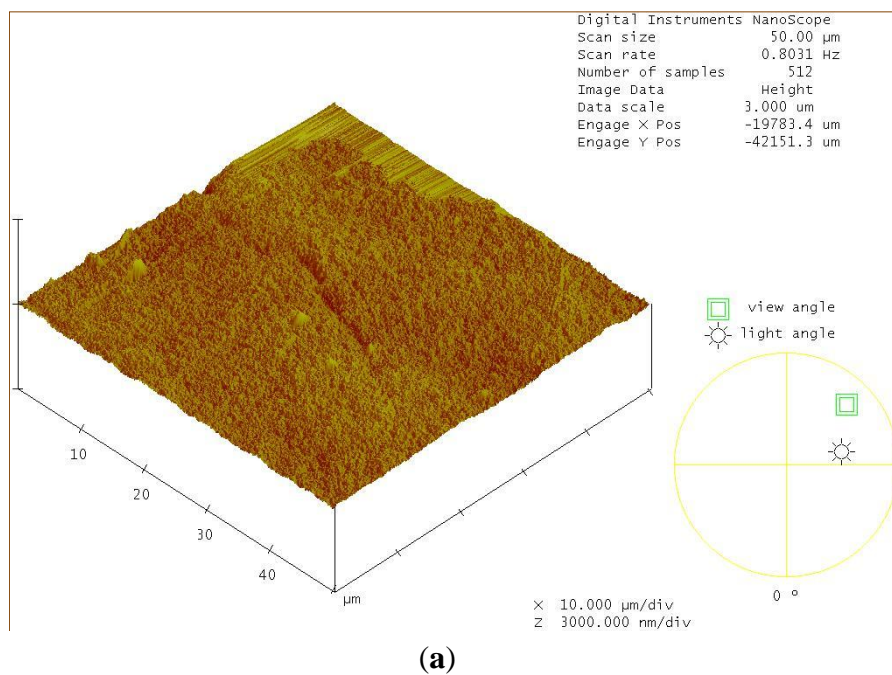 Digital Instruments NanoScope
Scan size 50.00 µm
Scan rate 0.8031 Hz
Number of samples 512
Image Data Height
Data scale 3.000 um
Engage X Pos -19783.4 um
Engage Y Pos -42151.3 um
view angle
light angle
10
20
30
40
µm
0 º
X 10.000 µm/div
Z 3000.000 nm/div
(a)